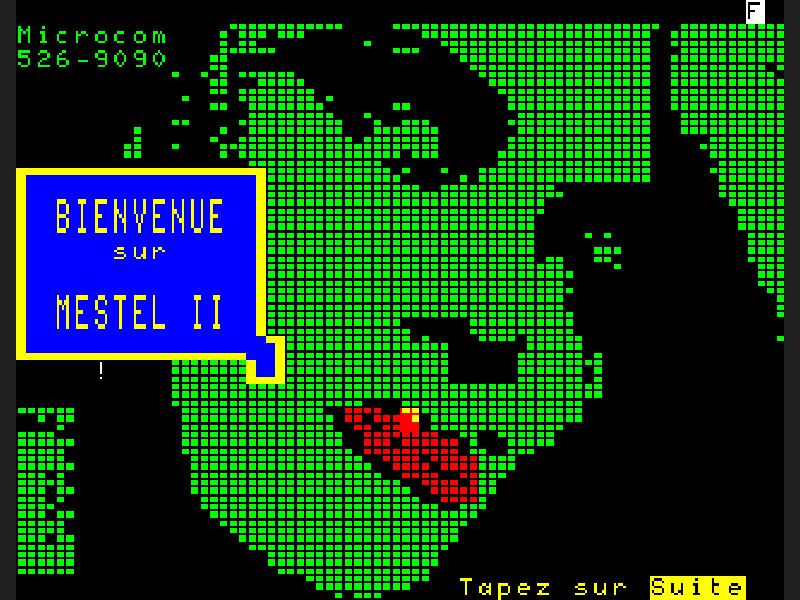 F
Microcom
526-9090
BIENVENUE
sur
MESTEL II
!
Tapez sur Suite